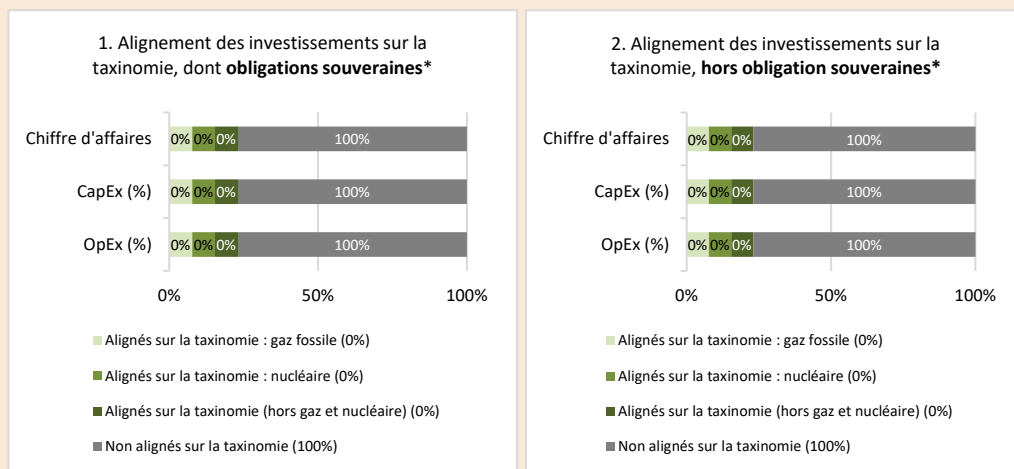 1. Alignement des investissements sur la
taxinomie, dont obligations souveraines*
Chiffre d'affaires
0% 0% 0% 100%
CapEx (%)
0% 0% 0% 100%
OpEx (%)
0% 0% 0% 100%
0% 50% 100%
Alignés sur la taxinomie : gaz fossile (0%)
Alignés sur la taxinomie : nucléaire (0%)
Alignés sur la taxinomie (hors gaz et nucléaire) (0%)
Non alignés sur la taxinomie (100%)
2. Alignement des investissements sur la
taxinomie, hors obligation souveraines*
Chiffre d'affaires
0% 0% 0% 100%
CapEx (%)
0% 0% 0% 100%
OpEx (%)
0% 0% 0% 100%
0% 50% 100%
Alignés sur la taxinomie : gaz fossile (0%)
Alignés sur la taxinomie : nucléaire (0%)
Alignés sur la taxinomie (hors gaz et nucléaire) (0%)
Non alignés sur la taxinomie (100%)